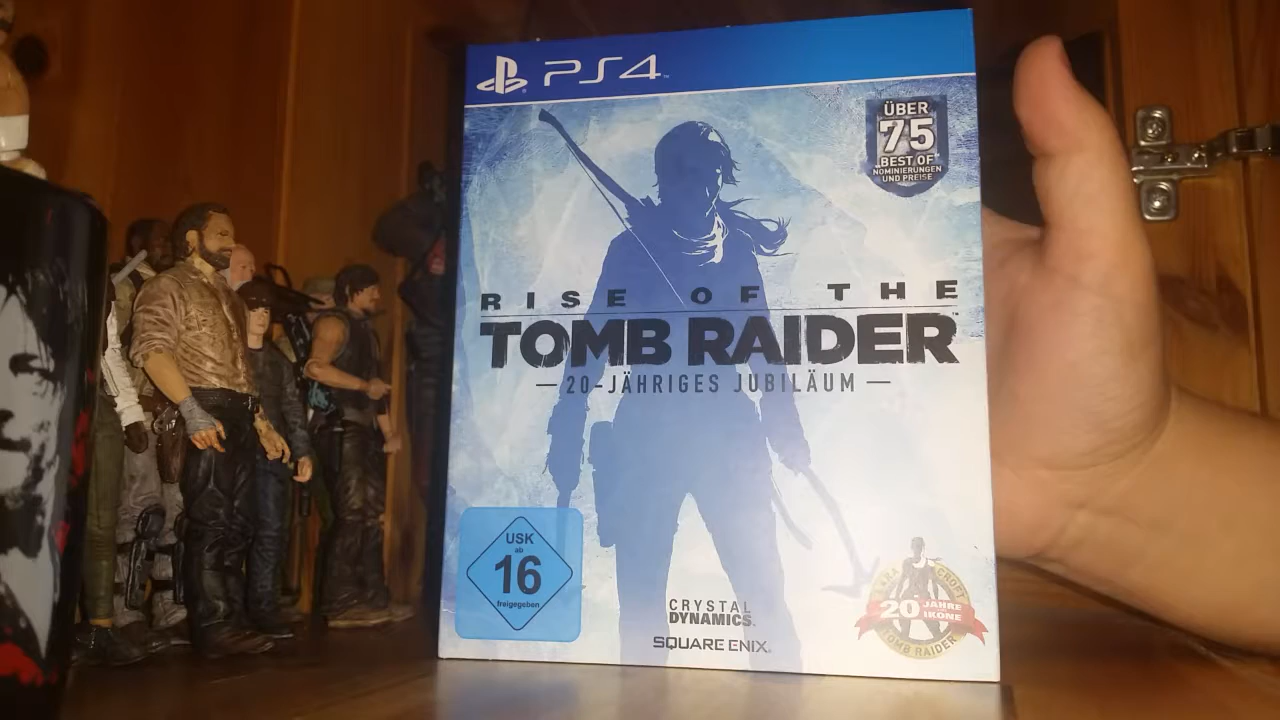 PS4
ÜBER
75
BEST OF
NOMINIERUNGEN
UND PREISE
RISE OF THE
TOMB RAIDER™
—20-JÄHRIGES JUBILÄUM—
USK
ab
16
freigegeben
CRYSTAL
DYNAMICS
SQUARE ENIX®
LARA CROFT
20 JAHRE
IKONE
TOMB RAIDER